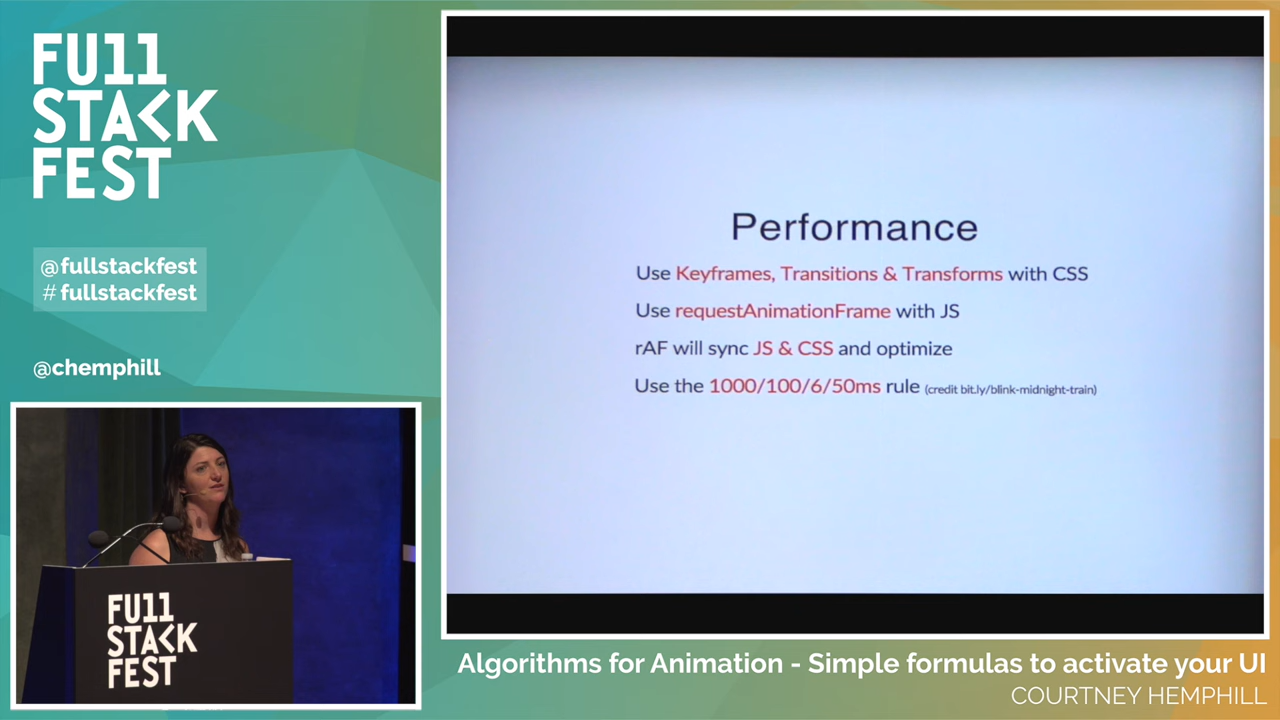 FU11
STACK
FEST
@fullstackfest
# fullstackfest
@chemphill
FU11
STACK
FEST
Performance
Use Keyframes, Transitions & Transforms with CSS
Use requestAnimationFrame with JS
rAF will sync JS & CSS and optimize
Use the 1000/100/6/50ms rule (credit bit.ly/blink-midnight-train)
Algorithms for Animation - Simple formulas to activate your UI
COURTNEY HEMPHILL